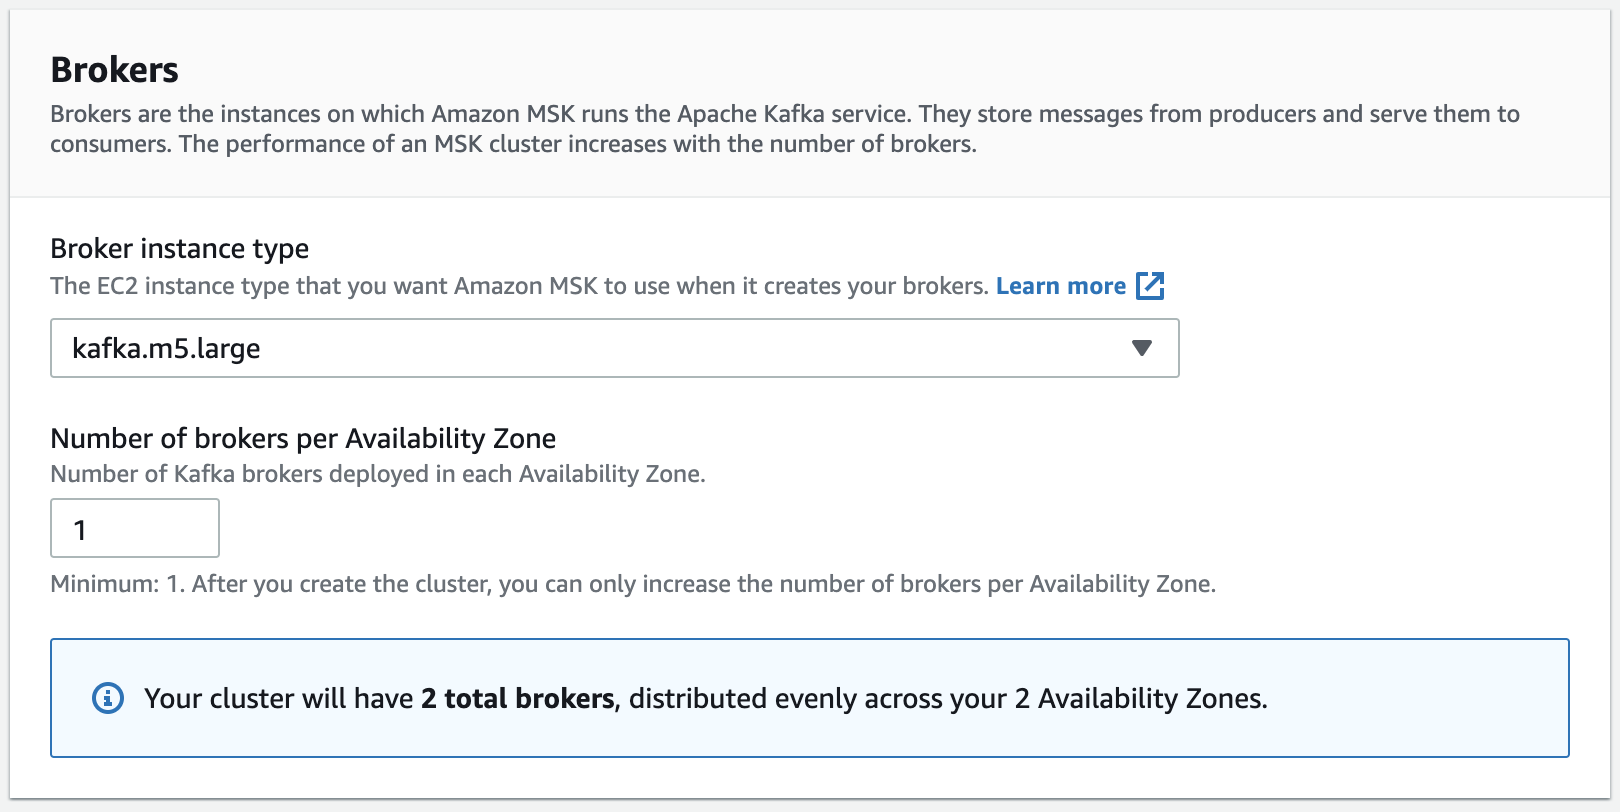 Brokers
Brokers are the instances on which Amazon MSK runs the Apache Kafka service. They store messages from producers and serve them to
consumers. The performance of an MSK cluster increases with the number of brokers.
Broker instance type
The EC2 instance type that you want Amazon MSK to use when it creates your brokers. Learn more
kafka.m5.large
Number of brokers per Availability Zone
Number of Kafka brokers deployed in each Availability Zone.
1
Minimum: 1. After you create the cluster, you can only increase the number of brokers per Availability Zone.
Your cluster will have 2 total brokers, distributed evenly across your 2 Availability Zones.